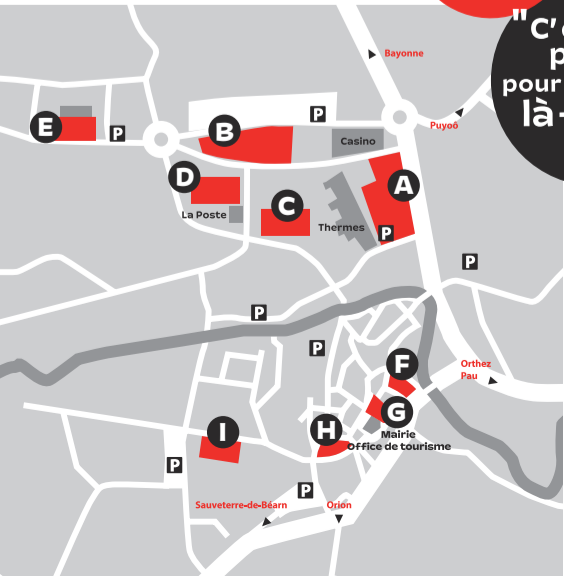 "C'
p
pour
là-
Bayonne
P
Puyoô
E
P
B
Casino
D
La Poste
C
A
Thermes
P
P
P
P
F
Orthez
Pau
G
Mairie
Office de tourisme
H
I
P
P
Sauveterre-de-Béarn
Orion